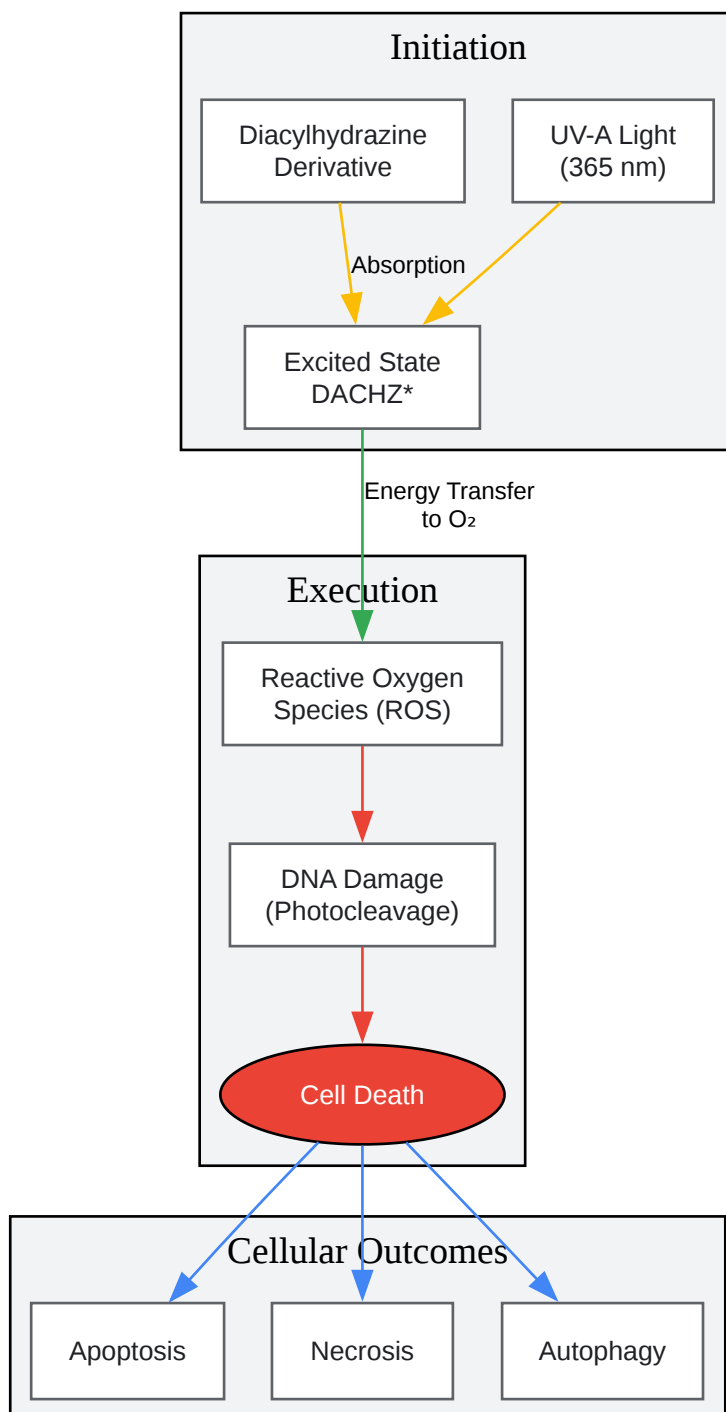 Initiation
Diacylhydrazine
Derivative
UV-A Light
(365 nm)
Absorption
Excited State
DACHZ*
Energy Transfer
to O₂
Execution
Reactive Oxygen
Species (ROS)
DNA Damage
(Photocleavage)
Cell Death
Cellular Outcomes
Apoptosis
Necrosis
Autophagy